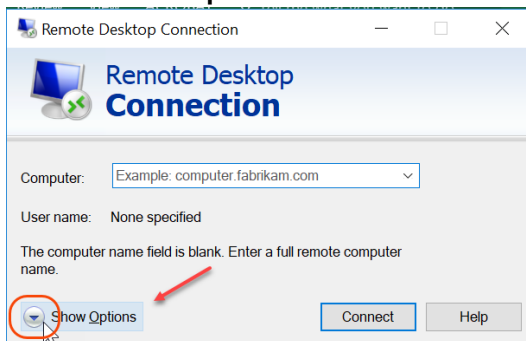 Remote Desktop Connection
Remote Desktop
Connection
Computer:
Example: computer.fabrikam.com
User name:
None specified
The computer name field is blank. Enter a full remote computer
name.
Show Options
Connect
Help